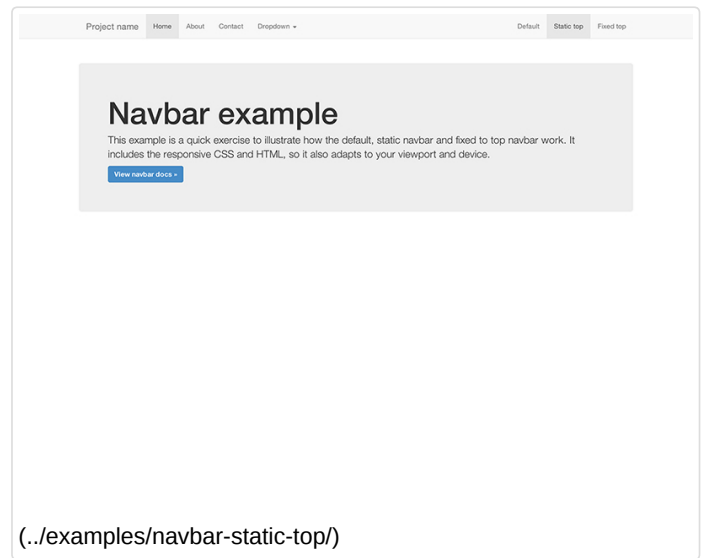 Project name Home About Contact Dropdown Default Static top Fixed top
Navbar example
This example is a quick exercise to illustrate how the default, static navbar and fixed to top navbar work. It
includes the responsive CSS and HTML, so it also adapts to your viewport and device.
View navbar docs »
(../examples/navbar-static-top/)